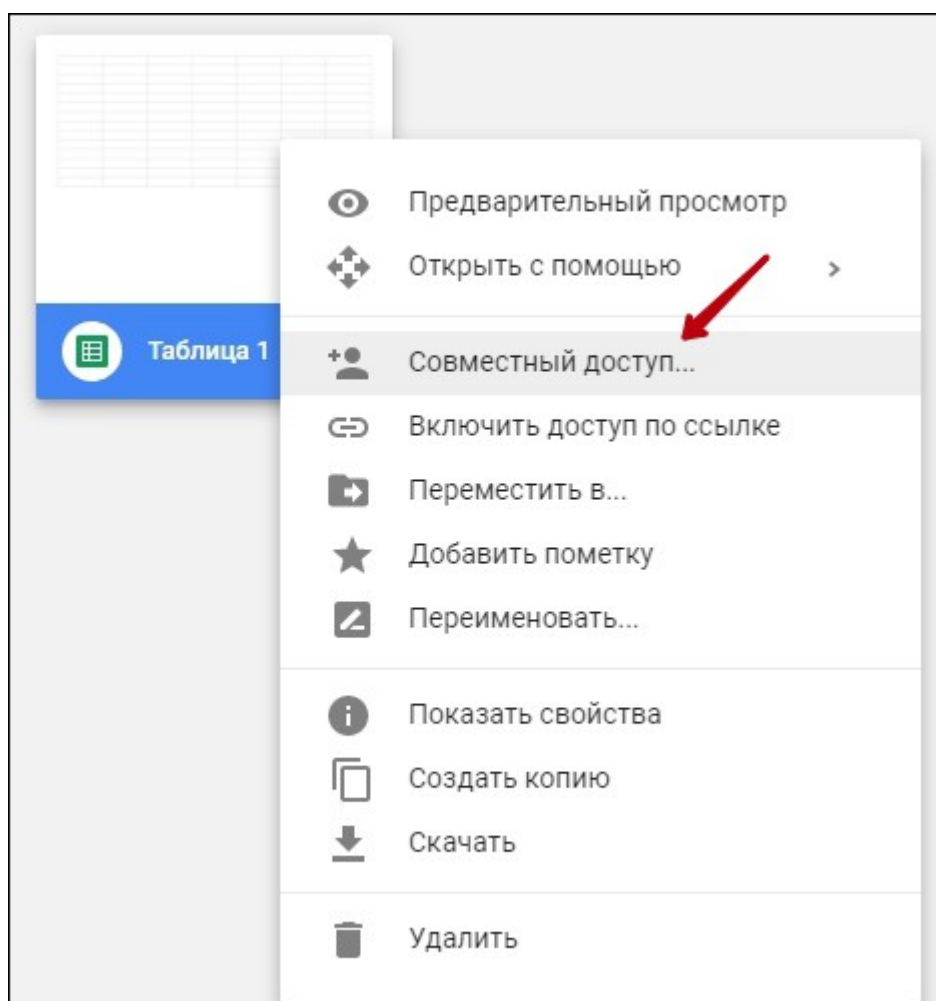 Предварительный просмотр
Открыть с помощью
Таблица 1
Совместный доступ...
Включить доступ по ссылке
Переместить в...
Добавить пометку
Переименовать...
Показать свойства
Создать копию
Скачать
Удалить